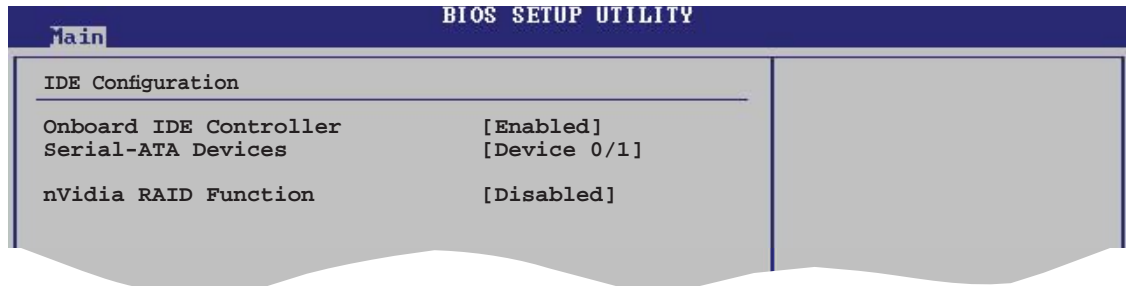 BIOS SETUP UTILITY
Main
IDE Configuration
Onboard IDE Controller [Enabled]
Serial-ATA Devices [Device 0/1]
nVidia RAID Function [Disabled]